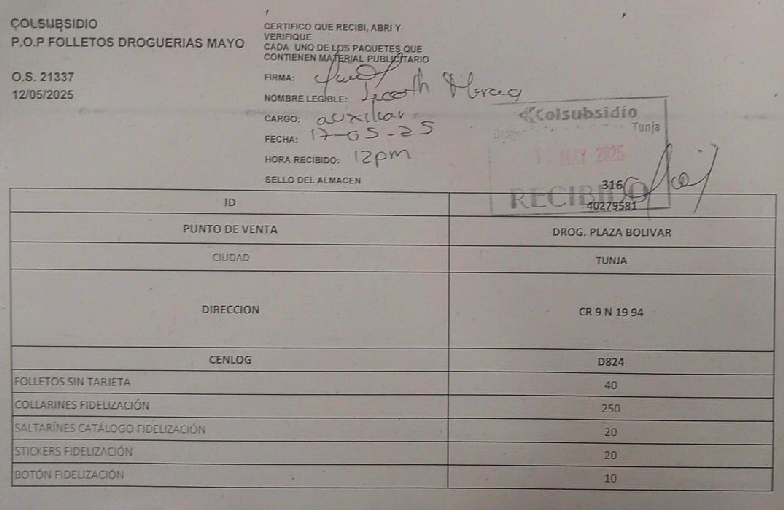 COLSUBSIDIO
P.O.P FOLLETOS DROGUERIAS MAYO
O.S. 21337
12/05/2025
CERTIFICO QUE RECIBI, ABRI Y
VERIFIQUE
CADA UNO DE LOS PAQUETES QUE
CONTIENEN MATERIAL PUBLICITARIO
FIRMA:
NOMBRE LEGIBLE:
CARGO: auxiliar
FECHA: 17-05-25
HORA RECIBIDO: 12pm
SELLO DEL ALMACEN
Colsubsidio
Tunja
MAY 2025
RECIBIDO
316
ID 40279581
PUNTO DE VENTA DROG. PLAZA BOLIVAR
CIUDAD TUNJA
DIRECCION CR 9 N 19 94
CENLOG D824
FOLLETOS SIN TARJETA 40
COLLARINES FIDELIZACIÓN 250
SALTARÍNES CATÁLOGO FIDELIZACIÓN 20
STICKERS FIDELIZACIÓN 20
BOTÓN FIDELIZACIÓN 10